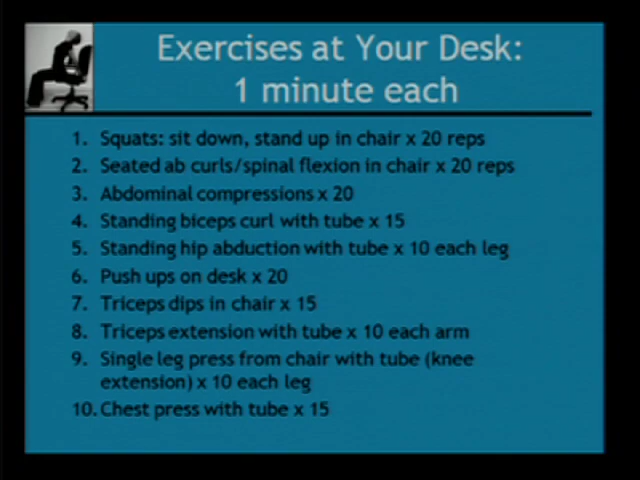 Exercises at Your Desk:
1 minute each
1. Squats: sit down, stand up in chair x 20 reps
2. Seated ab curls/spinal flexion in chair x 20 reps
3. Abdominal compressions x 20
4. Standing biceps curl with tube x 15
5. Standing hip abduction with tube x 10 each leg
6. Push ups on desk x 20
7. Triceps dips in chair x 15
8. Triceps extension with tube x 10 each arm
9. Single leg press from chair with tube (knee
extension) x 10 each leg
10. Chest press with tube x 15